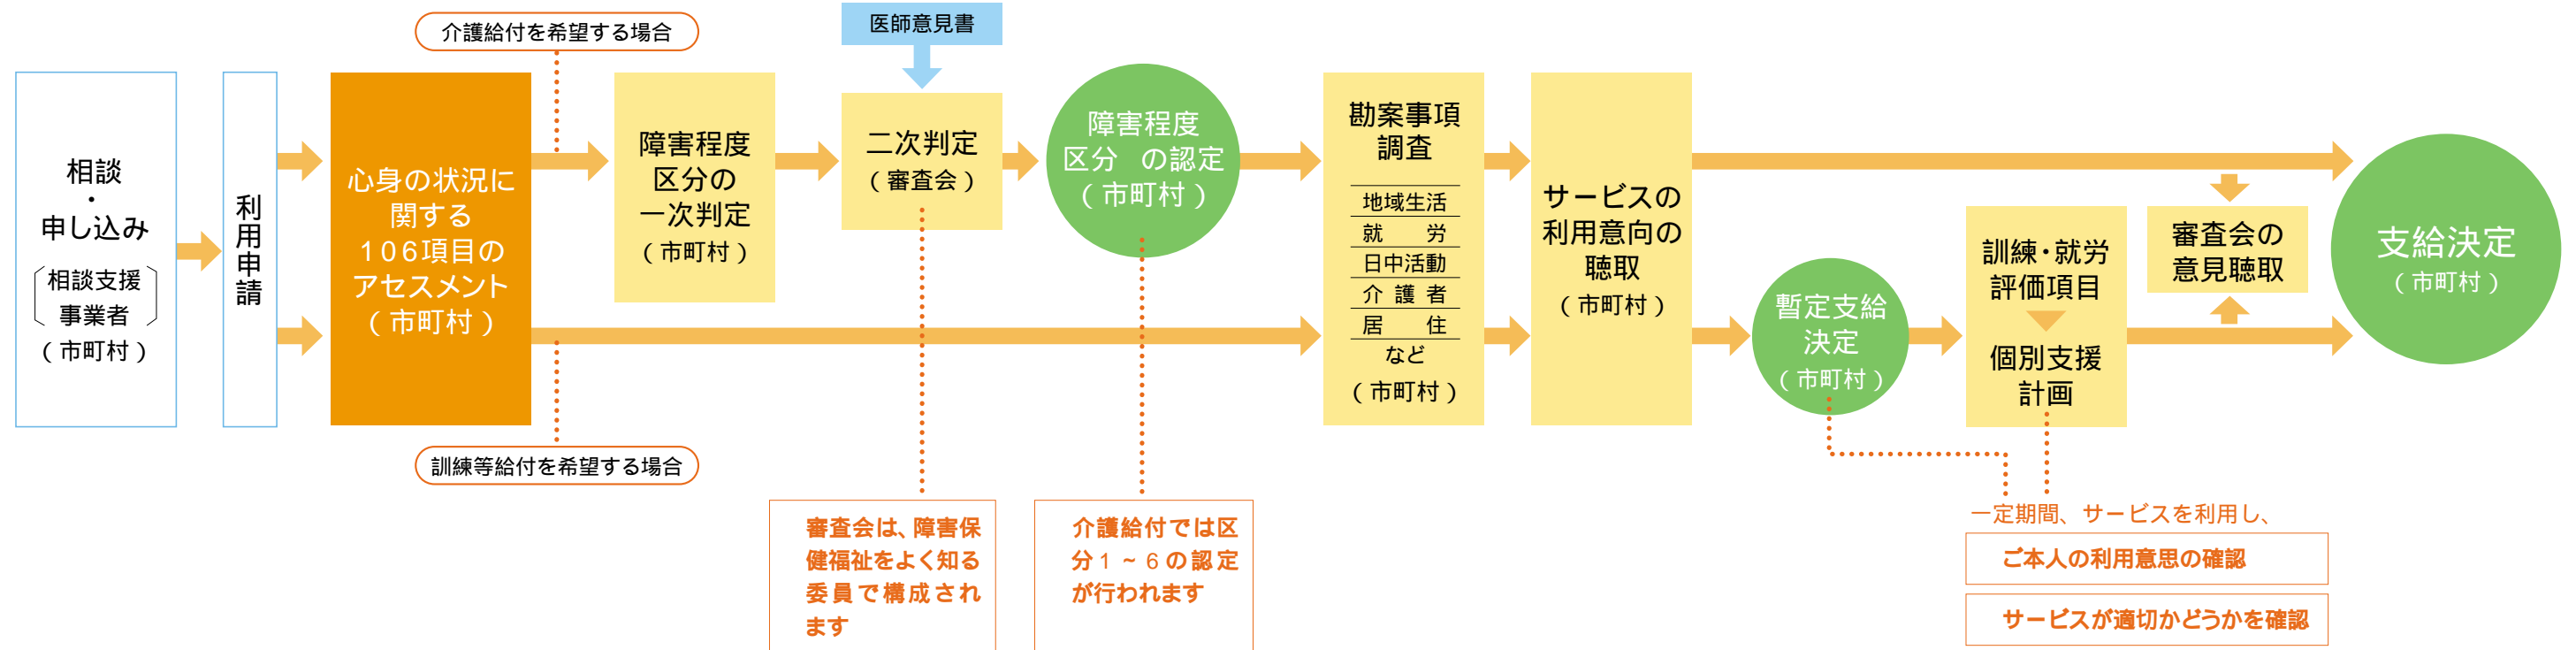 介護給付を希望する場合
医師意見書
相談
・
申し込み
相談支援
事業者
(市町村)
利用申請
心身の状況に
関する
106項目の
アセスメント
(市町村)
障害程度
区分の
一次判定
(市町村)
二次判定
(審査会)
障害程度
区分 の認定
(市町村)
勘案事項
調査
地域生活
就 労
日中活動
介 護 者
居 住
など
(市町村)
サービスの
利用意向の
聴取
(市町村)
暫定支給
決定
(市町村)
訓練・就労
評価項目
個別支援
計画
審査会の
意見聴取
支給決定
(市町村)
訓練等給付を希望する場合
審査会は、障害保
健福祉をよく知る
委員で構成され
ます
介護給付では区
分1~6の認定
が行われます
一定期間、サービスを利用し、
ご本人の利用意思の確認
サービスが適切かどうかを確認